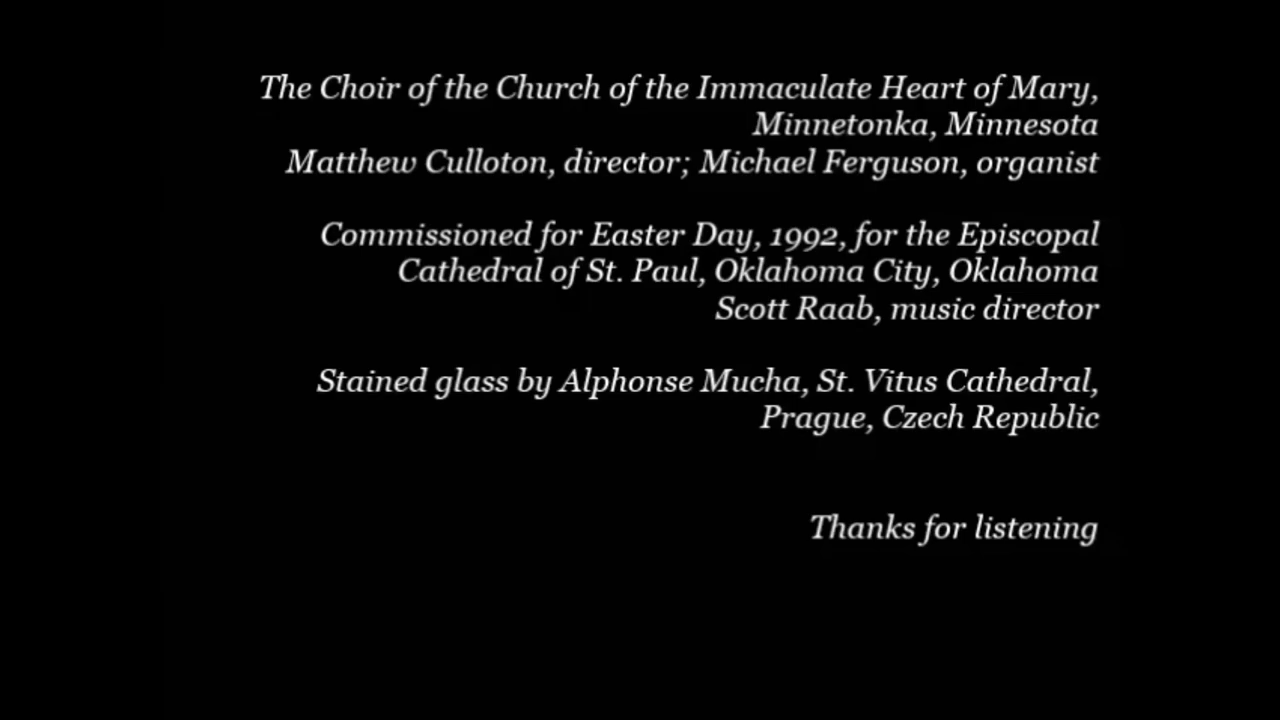 The Choir of the Church of the Immaculate Heart of Mary,
Minnetonka, Minnesota
Matthew Culloton, director; Michael Ferguson, organist
Commissioned for Easter Day, 1992, for the Episcopal
Cathedral of St. Paul, Oklahoma City, Oklahoma
Scott Raab, music director
Stained glass by Alphonse Mucha, St. Vitus Cathedral,
Prague, Czech Republic
Thanks for listening